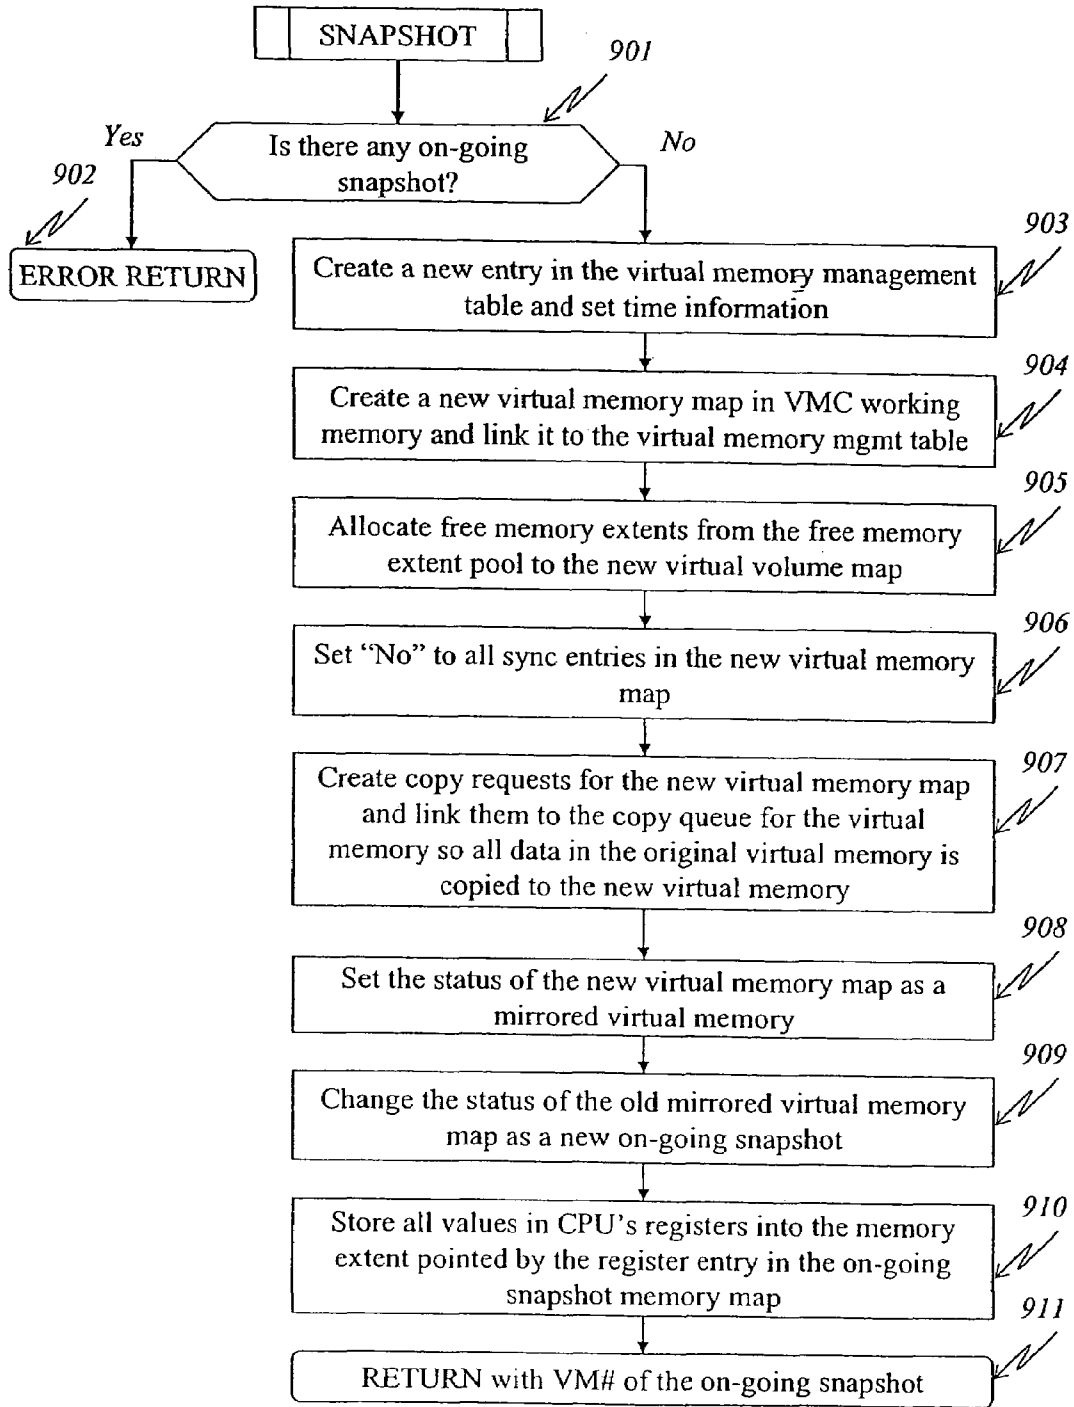 SNAPSHOT
901
Yes
Is there any on-going
snapshot?
No
902
ERROR RETURN
903
Create a new entry in the virtual memory management
table and set time information
904
Create a new virtual memory map in VMC working
memory and link it to the virtual memory mgmt table
905
Allocate free memory extents from the free memory
extent pool to the new virtual volume map
906
Set “No” to all sync entries in the new virtual memory
map
907
Create copy requests for the new virtual memory map
and link them to the copy queue for the virtual
memory so all data in the original virtual memory is
copied to the new virtual memory
908
Set the status of the new virtual memory map as a
mirrored virtual memory
909
Change the status of the old mirrored virtual memory
map as a new on-going snapshot
910
Store all values in CPU's registers into the memory
extent pointed by the register entry in the on-going
snapshot memory map
911
RETURN with VM# of the on-going snapshot